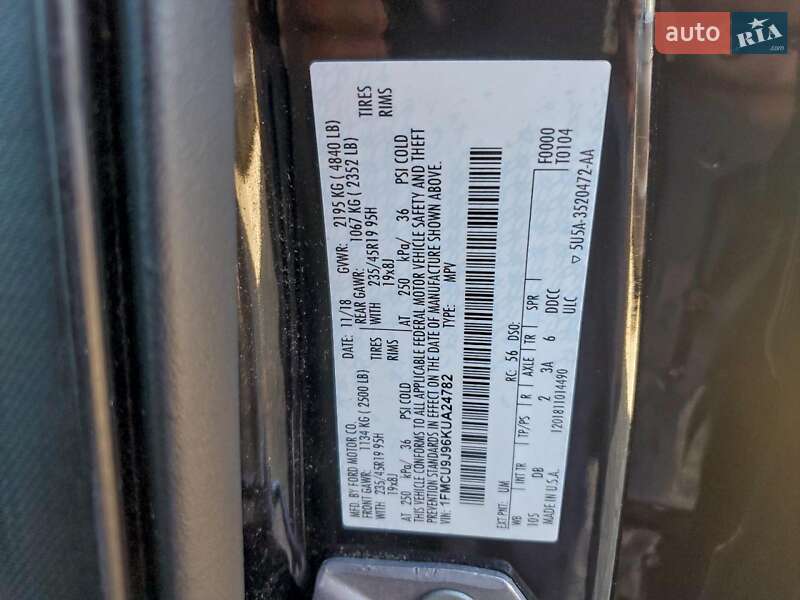 auto RIA.com
MFD. BY FORD MOTOR CO. DATE: 11/18 GVWR: 2195 KG ( 4840 LB)
FRONT GAWR: 1134 KG ( 2500 LB) REAR GAWR: 1067 KG ( 2352 LB)
WITH 235/45R19 95H TIRES WITH 235/45R19 95H TIRES
19x8J RIMS 19x8J RIMS
AT 250 kPa/ 36 PSI COLD AT 250 kPa/ 36 PSI COLD
THIS VEHICLE CONFORMS TO ALL APPLICABLE FEDERAL MOTOR VEHICLE SAFETY AND THEFT
PREVENTION STANDARDS IN EFFECT ON THE DATE OF MANUFACTURE SHOWN ABOVE.
VIN: 1FMCU9J96KUA24782 TYPE: MPV
EXT PNT: UM RC: 56 DSO: F0000
WB INT TR TP/PS R AXLE TR SPR T0104
105 DB 2 3A 6 DDCC
MADE IN U.S.A. 1201811014490 ULC
▽ 5U5A-3520472-AA